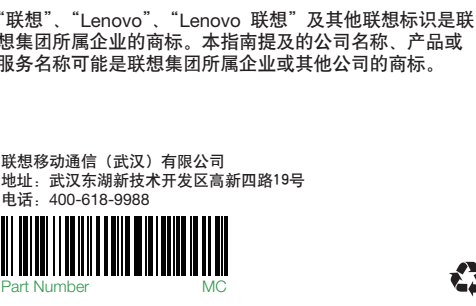 “联想”、“Lenovo”、“Lenovo 联想” 及其他联想标识是联
想集团所属企业的商标。本指南提及的公司名称、产品或
服务名称可能是联想集团所属企业或其他公司的商标。
联想移动通信（武汉）有限公司
地址：武汉东湖新技术开发区高新四路19号
电话：400-618-9988
Part Number MC